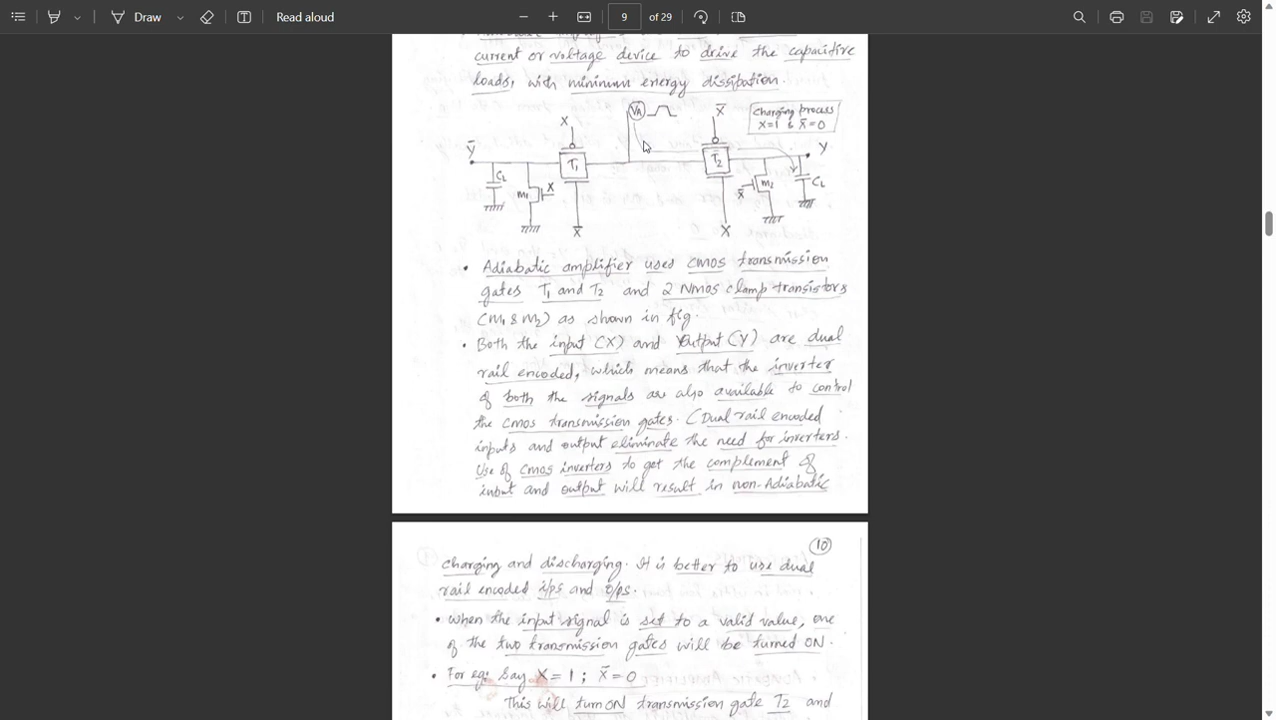 Draw
Read aloud
9
of 29
current or voltage device to drive the capacitive
loads, with minimum energy dissipation.
VA
X
X̅
Charging process
X=1 & X̅=0
Y̅
T1
T2
Y
CL
M1
X
X̅
M2
CL
X̅
X
• Adiabatic amplifier uses CMOS transmission
gates T1 and T2 and 2 NMOS clamp transistors
(M1 & M2) as shown in fig.
• Both the input (X) and Output (Y) are dual
rail encoded, which means that the inverter
of both the signals are also available to control
the CMOS transmission gates. (Dual rail encoded
inputs and output eliminate the need for inverters.
Use of CMOS inverters to get the complement of
input and output will result in non-Adiabatic
10
charging and discharging. It is better to use dual
rail encoded i/ps and o/ps.
• When the input signal is set to a valid value, one
of the two transmission gates will be turned ON.
• For eg: Say X = 1 ; X̅ = 0
This will turn ON transmission gate T2 and